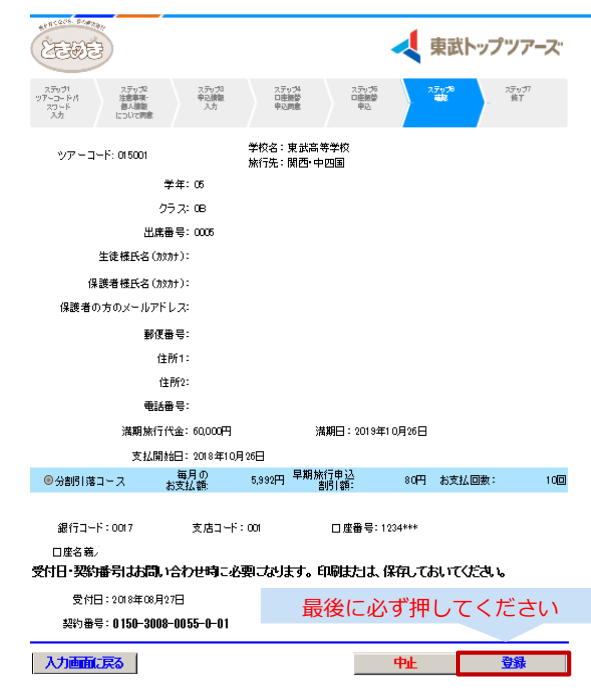 ときめき
東武トップツアーズ
ステップ1
ツアーコード・パ
スワード
入力
ステップ2
注意事項・
個人情報
について同意
ステップ3
申込情報
入力
ステップ4
口座振替
申込同意
ステップ5
口座振替
申込
ステップ6
確認
ステップ7
終了
ツアーコード: 015001
学校名：東武高等学校
旅行先：関西・中四国
学年: 05
クラス: 0B
出席番号: 0005
生徒様氏名(ｶﾀｶﾅ):
保護者様氏名(ｶﾀｶﾅ):
保護者の方のメールアドレス:
郵便番号:
住所1:
住所2:
電話番号:
満期旅行代金: 60,000円
満期日：2019年10月26日
支払開始日: 2018年10月26日
分割引落コース
毎月の
お支払額:
5,992円
早期旅行申込
割引額:
80円
お支払回数:
10回
銀行コード：0017
支店コード：001
口座番号：1234***
口座名義
受付日・契約番号はお問い合わせ時に必要になります。印刷または、保存しておいてください。
受付日：2018年08月27日
契約番号：0150-3008-0055-0-01
最後に必ず押してください
入力画面に戻る
中止
登録